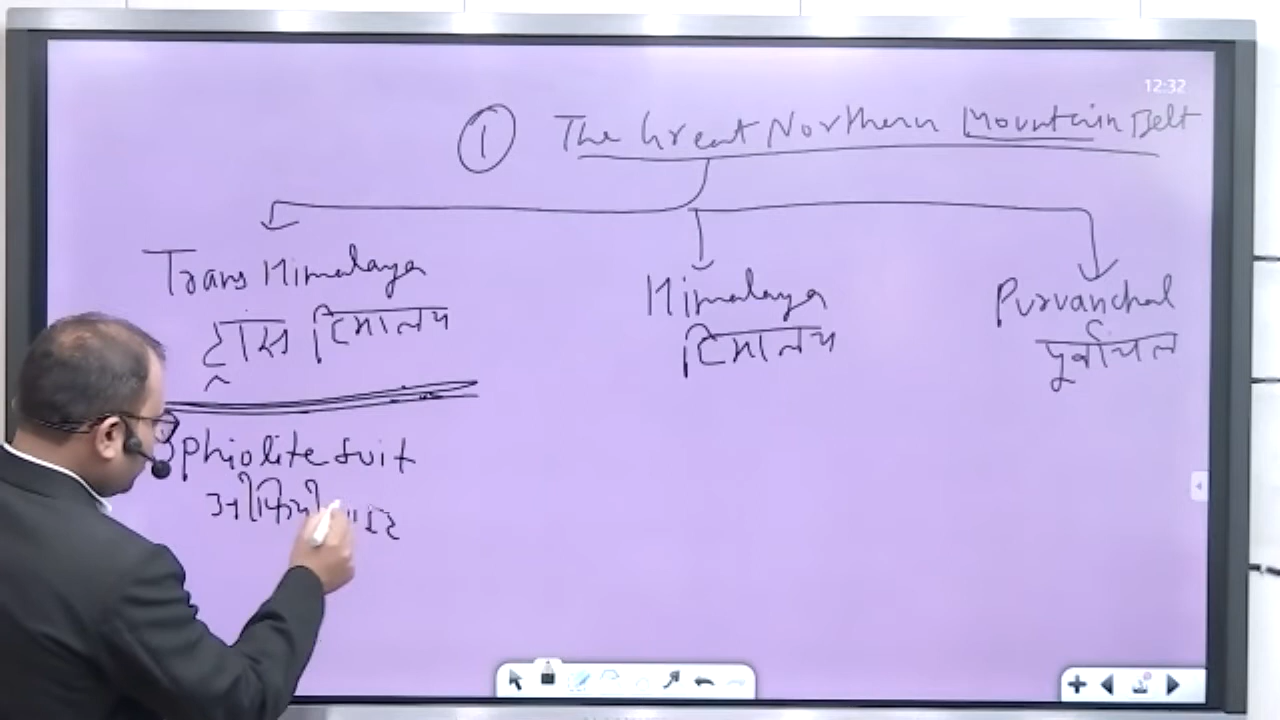 12:32
① The Great Northern Mountain Belt
Trans Himalaya
ट्रांस हिमालय
Himalaya
हिमालय
Purvanchal
पूर्वांचल
Ophiolite suit